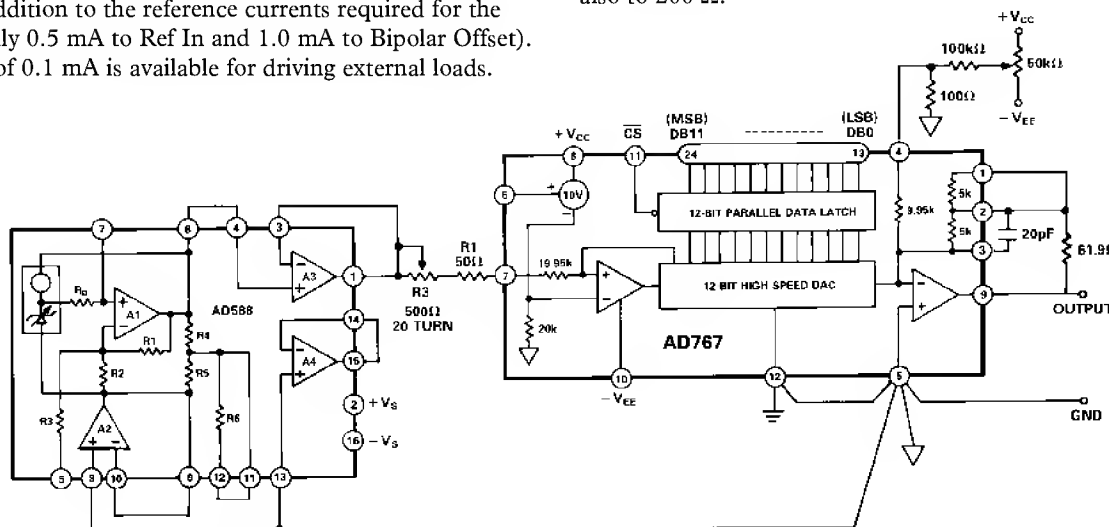 ddition to the reference currents required for the
ly 0.5 mA to Ref In and 1.0 mA to Bipolar Offset).
of 0.1 mA is available for driving external loads.
+VCC
100kΩ
50kΩ
100Ω
-VEE
+VCC
CS
(MSB)
DB11
(LSB)
DB0
8
11
24
13
4
1
5k
2
5k
3
20pF
61.9
9.95k
6
+
10V
-
12-BIT PARALLEL DATA LATCH
7
19.95k
+
-
12 BIT HIGH SPEED DAC
-
+
9
OUTPUT
20k
AD767
10
-VEE
12
5
GND
7
6
4
3
RB
+
A1
-
AD588
-
A3
+
1
R3
500Ω
20 TURN
R1
50Ω
R1
R4
14
-
A4
+
15
R2
R5
R3
R6
2
+VS
A2
+ -
16
-VS
5
9
10
8
12
11
13